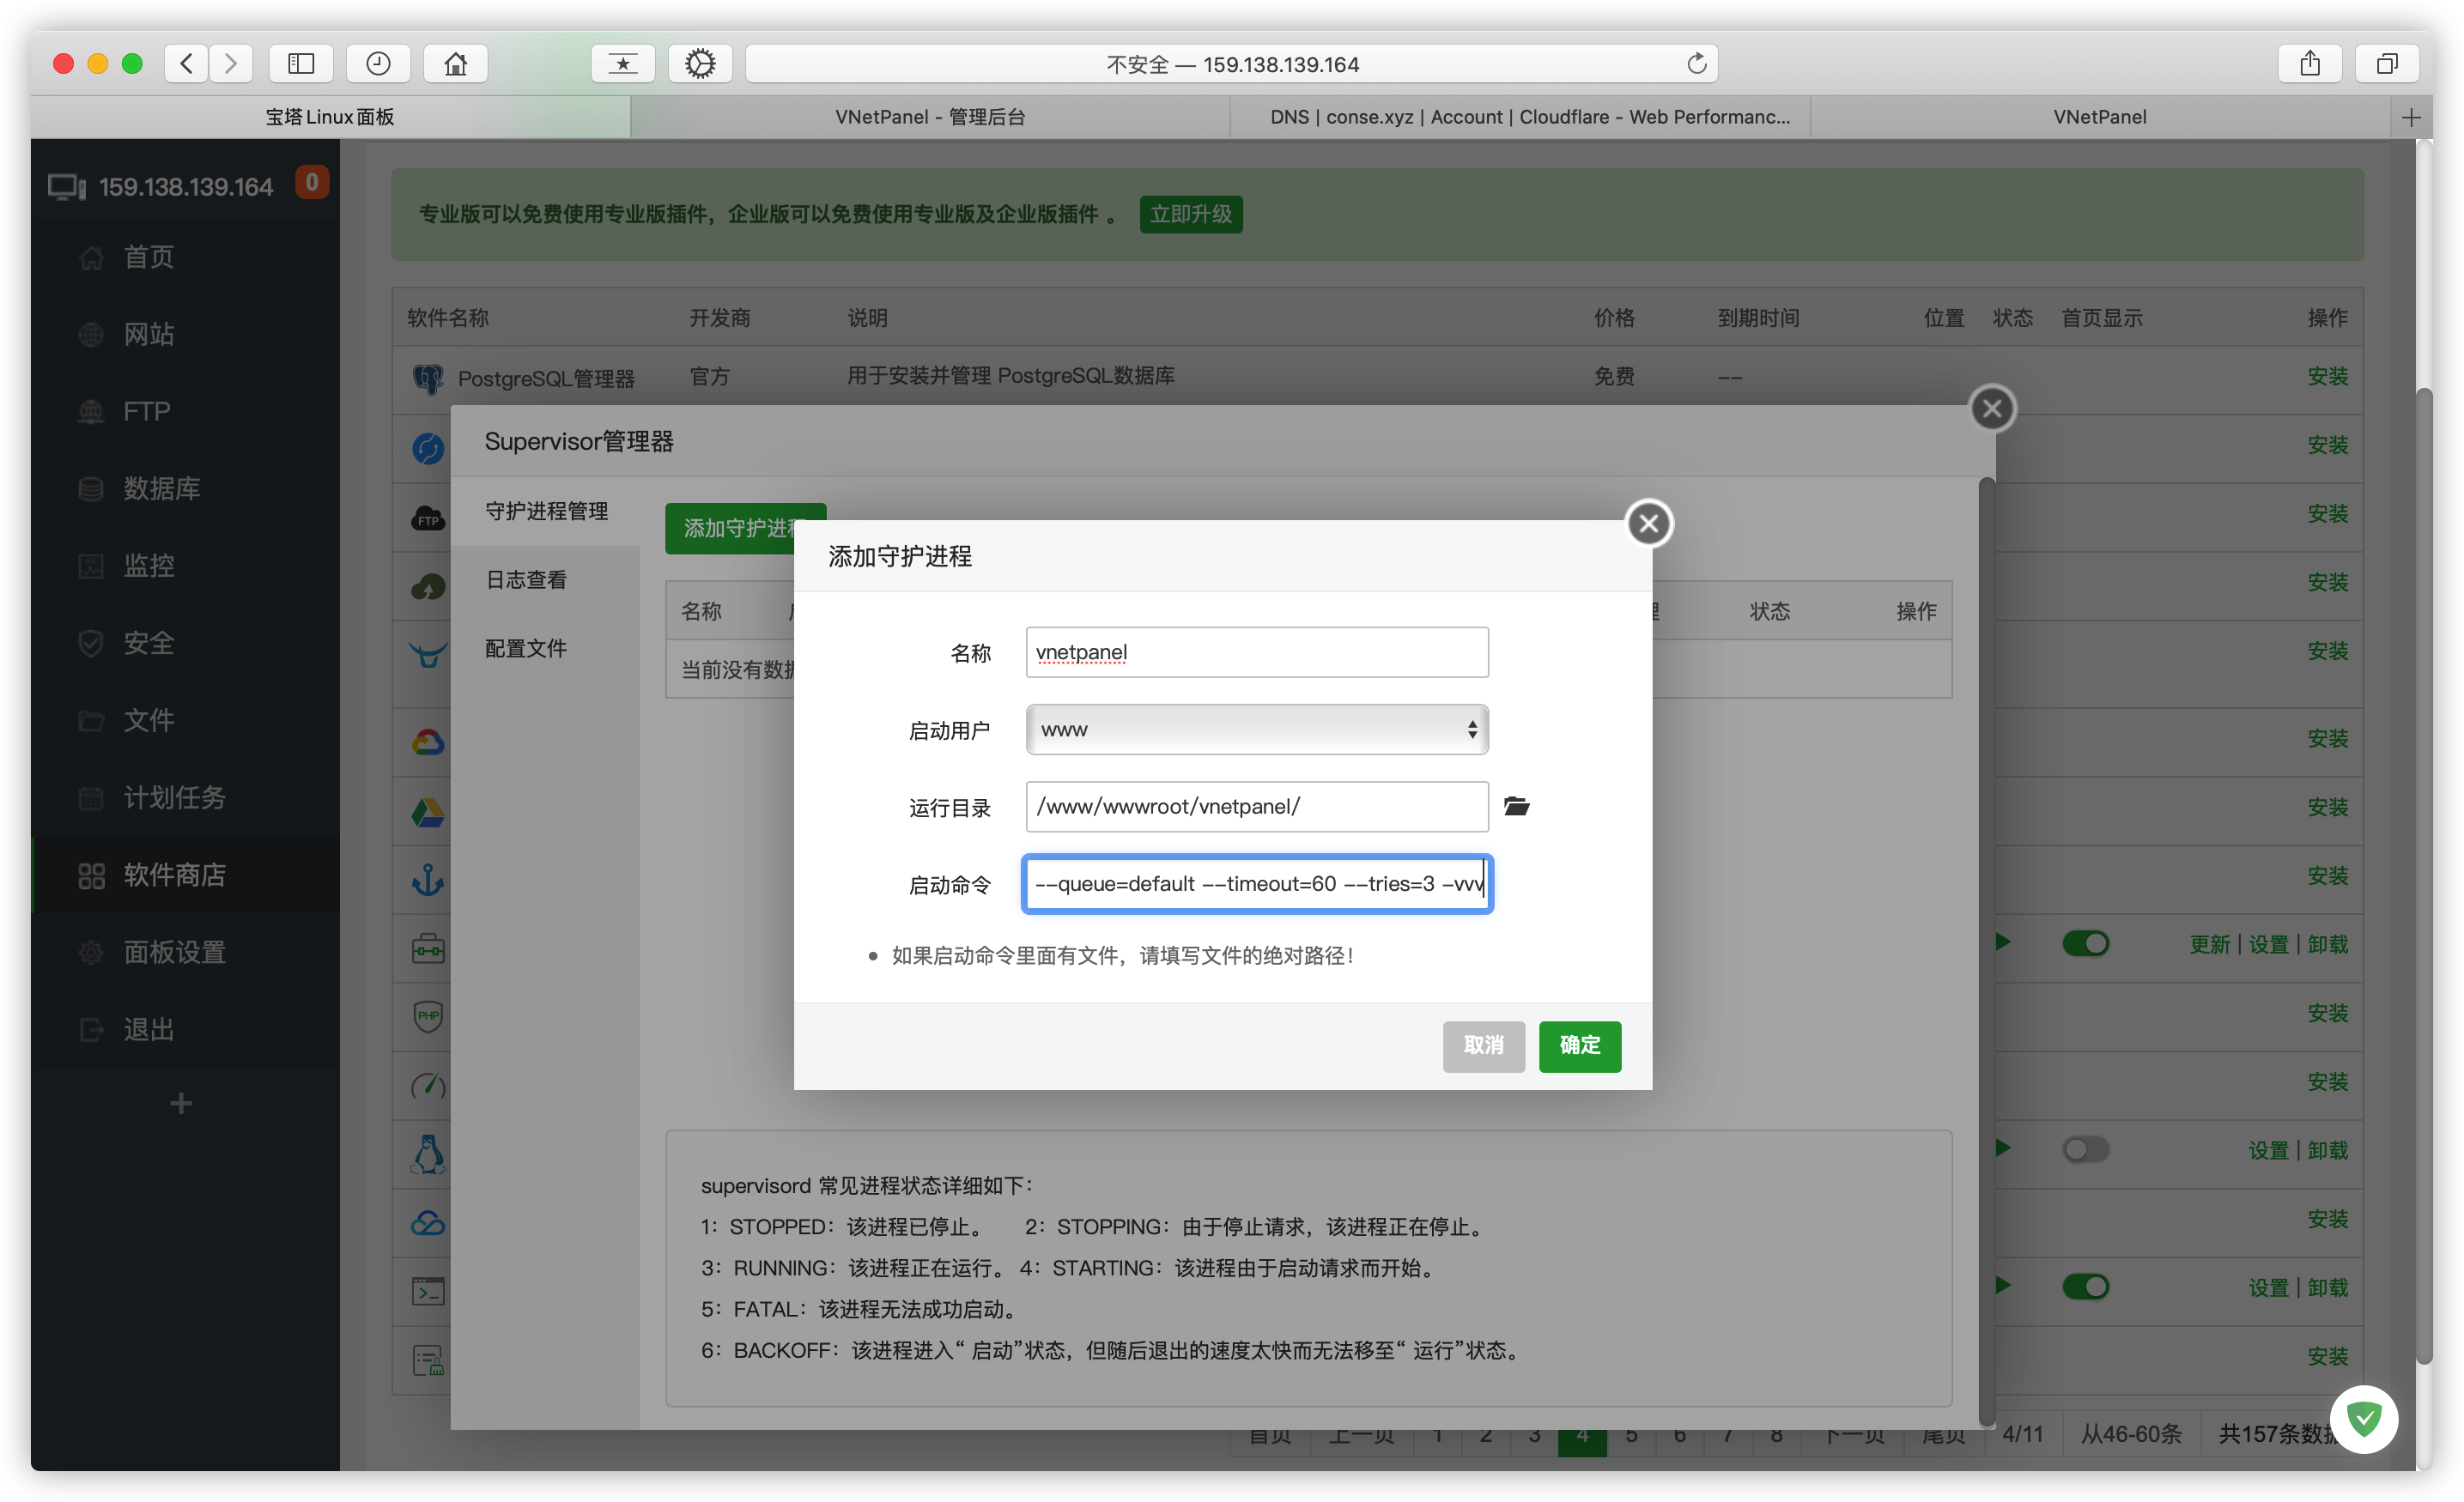 不安全 — 159.138.139.164
宝塔Linux面板
VNetPanel - 管理后台
DNS | conse.xyz | Account | Cloudflare - Web Performanc...
VNetPanel
159.138.139.164
0
首页
网站
FTP
数据库
监控
安全
文件
计划任务
软件商店
面板设置
退出
专业版可以免费使用专业版插件，企业版可以免费使用专业版及企业版插件 。 立即升级
软件名称 开发商 说明 价格 到期时间 位置 状态 首页显示 操作
PostgreSQL管理器 官方 用于安装并管理 PostgreSQL数据库 免费 -- 安装
安装
安装
安装
安装
安装
安装
安装
更新 | 设置 | 卸载
安装
安装
设置 | 卸载
安装
设置 | 卸载
安装
Supervisor管理器
守护进程管理
日志查看
配置文件
添加守护进
名称 状态 操作
当前没有数
添加守护进程
名称 vnetpanel
启动用户 www
运行目录 /www/wwwroot/vnetpanel/
启动命令 --queue=default --timeout=60 --tries=3 -vvv
如果启动命令里面有文件，请填写文件的绝对路径！
取消 确定
supervisord 常见进程状态详细如下：
1：STOPPED：该进程已停止。 2：STOPPING：由于停止请求，该进程正在停止。
3：RUNNING：该进程正在运行。 4：STARTING：该进程由于启动请求而开始。
5：FATAL：该进程无法成功启动。
6：BACKOFF：该进程进入“ 启动”状态，但随后退出的速度太快而无法移至“ 运行”状态。
首页 上一页 1 2 3 4 5 6 7 8 下一页 尾页 4/11 从46-60条 共157条数
FTP
PHP